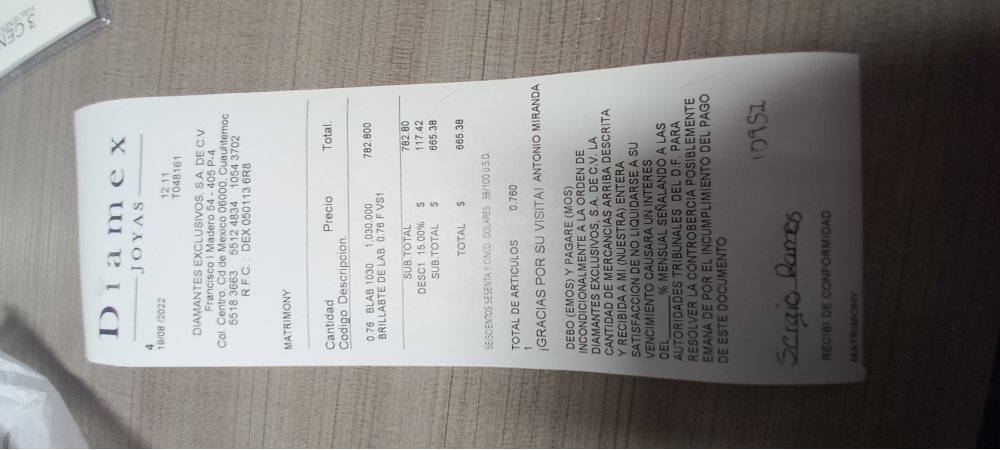 Diamex
JOYAS
4
19/08 /2022 12:11
T048161
DIAMANTES EXCLUSIVOS, S.A. DE C.V.
Francisco I Madero 54 - 405 P-4
Col. Centro, Cd de Mexico 06000, Cuauhtemoc
5518 3663 5512 4834 1054 3702
R.F.C. : DEX 050113 6R8
MATRIMONY
Cantidad Precio Total.
Codigo Descripcion
0.76 BLAB 1030 1,030.000 782.800
BRILLABTE DE LAB. 0.76 F VS1
SUB TOTAL 782.80
DESC1 15.00% $ 117.42
SUB TOTAL $ 665.38
TOTAL $ 665.38
SEISCIENTOS SESENTA Y CINCO DOLARES 38/100 U.S.D
TOTAL DE ARTICULOS 0.760
1
¡GRACIAS POR SU VISITA! ANTONIO MIRANDA
DEBO (EMOS) Y PAGARE (MOS)
INCONDICIONALMENTE A LA ORDEN DE
DIAMANTES EXCLUSIVOS, S.A. DE C.V. LA
CANTIDAD DE MERCANCIAS ARRIBA DESCRITA
Y RECIBIDA A MI (NUESTRA) ENTERA
SATISFACCION DE NO LIQUIDARSE A SU
VENCIMIENTO CAUSARA UN INTERES
DEL ______ % MENSUAL SEÑALANDO A LAS
AUTORIDADES TRIBUNALES DEL D.F. PARA
RESOLVER LA CONTROBERCIA POSIBLEMENTE
EMANA DE POR EL INCUMPLIMIENTO DEL PAGO
DE ESTE DOCUMENTO
10952
Sergio Ramos
RECIBI DE CONFORMIDAD
MATRIMONY